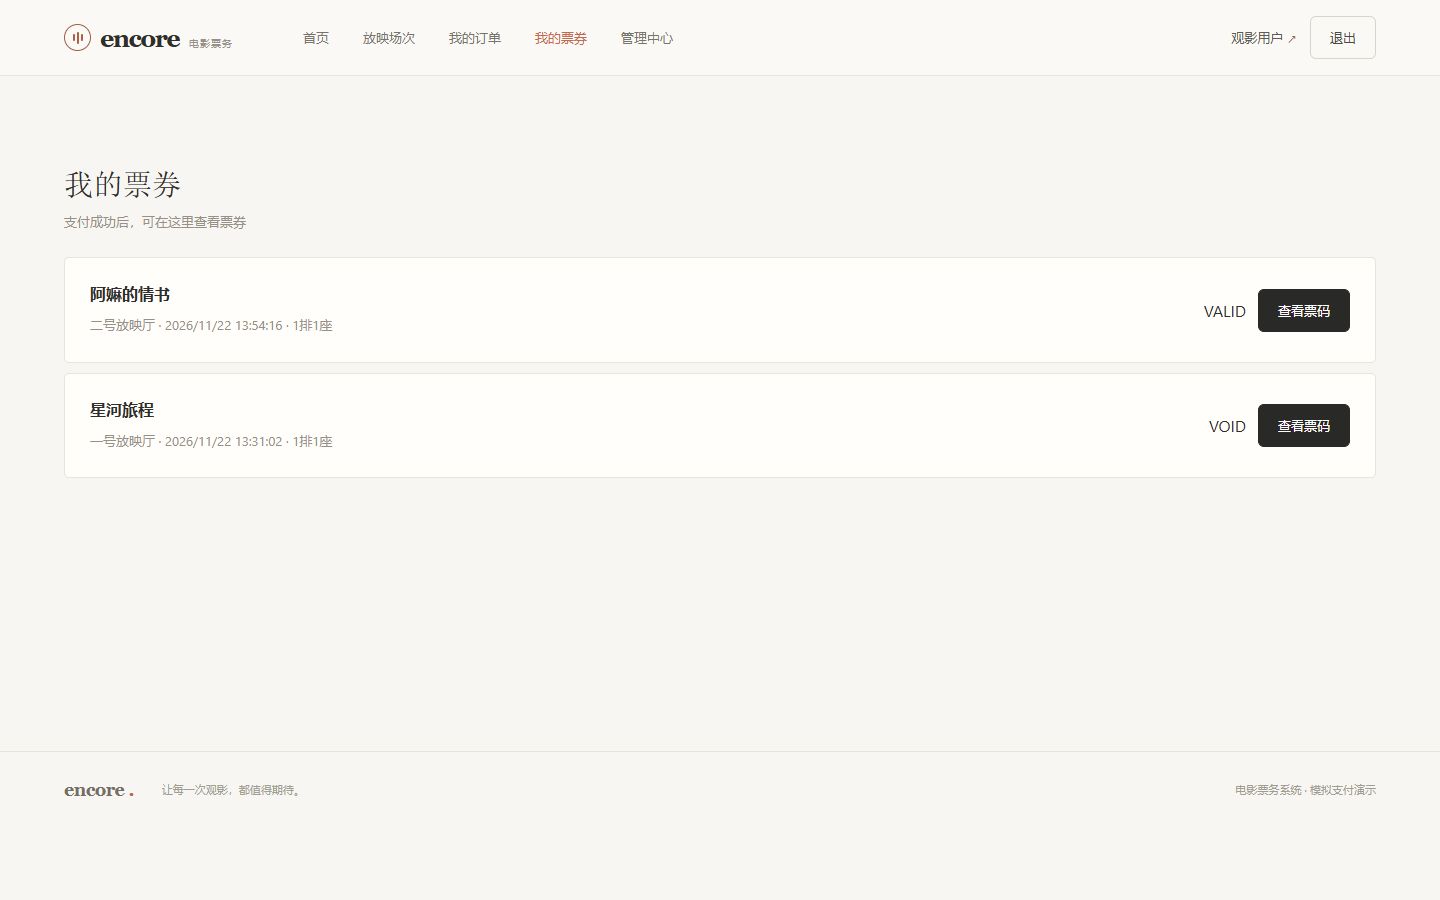 encore 电影票务 首页 放映场次 我的订单 我的票券 管理中心 观影用户 ↗ 退出
我的票券
支付成功后，可在这里查看票券
阿嫲的情书
二号放映厅 · 2026/11/22 13:54:16 · 1排1座
VALID 查看票码
星河旅程
一号放映厅 · 2026/11/22 13:31:02 · 1排1座
VOID 查看票码
encore . 让每一次观影，都值得期待。 电影票务系统 · 模拟支付演示